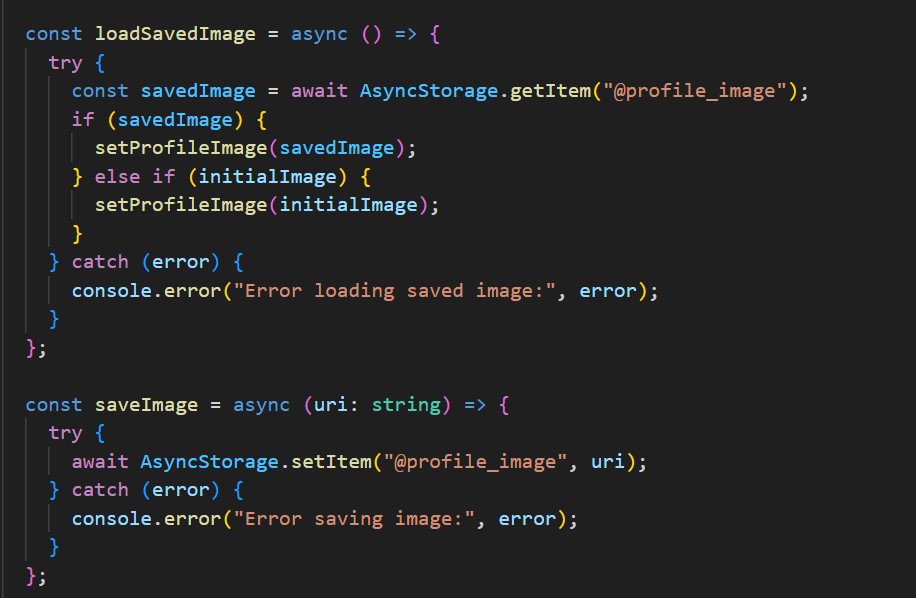 const loadSavedImage = async () => {
  try {
    const savedImage = await AsyncStorage.getItem("@profile_image");
    if (savedImage) {
      setProfileImage(savedImage);
    } else if (initialImage) {
      setProfileImage(initialImage);
    }
  } catch (error) {
    console.error("Error loading saved image:", error);
  }
};

const saveImage = async (uri: string) => {
  try {
    await AsyncStorage.setItem("@profile_image", uri);
  } catch (error) {
    console.error("Error saving image:", error);
  }
};